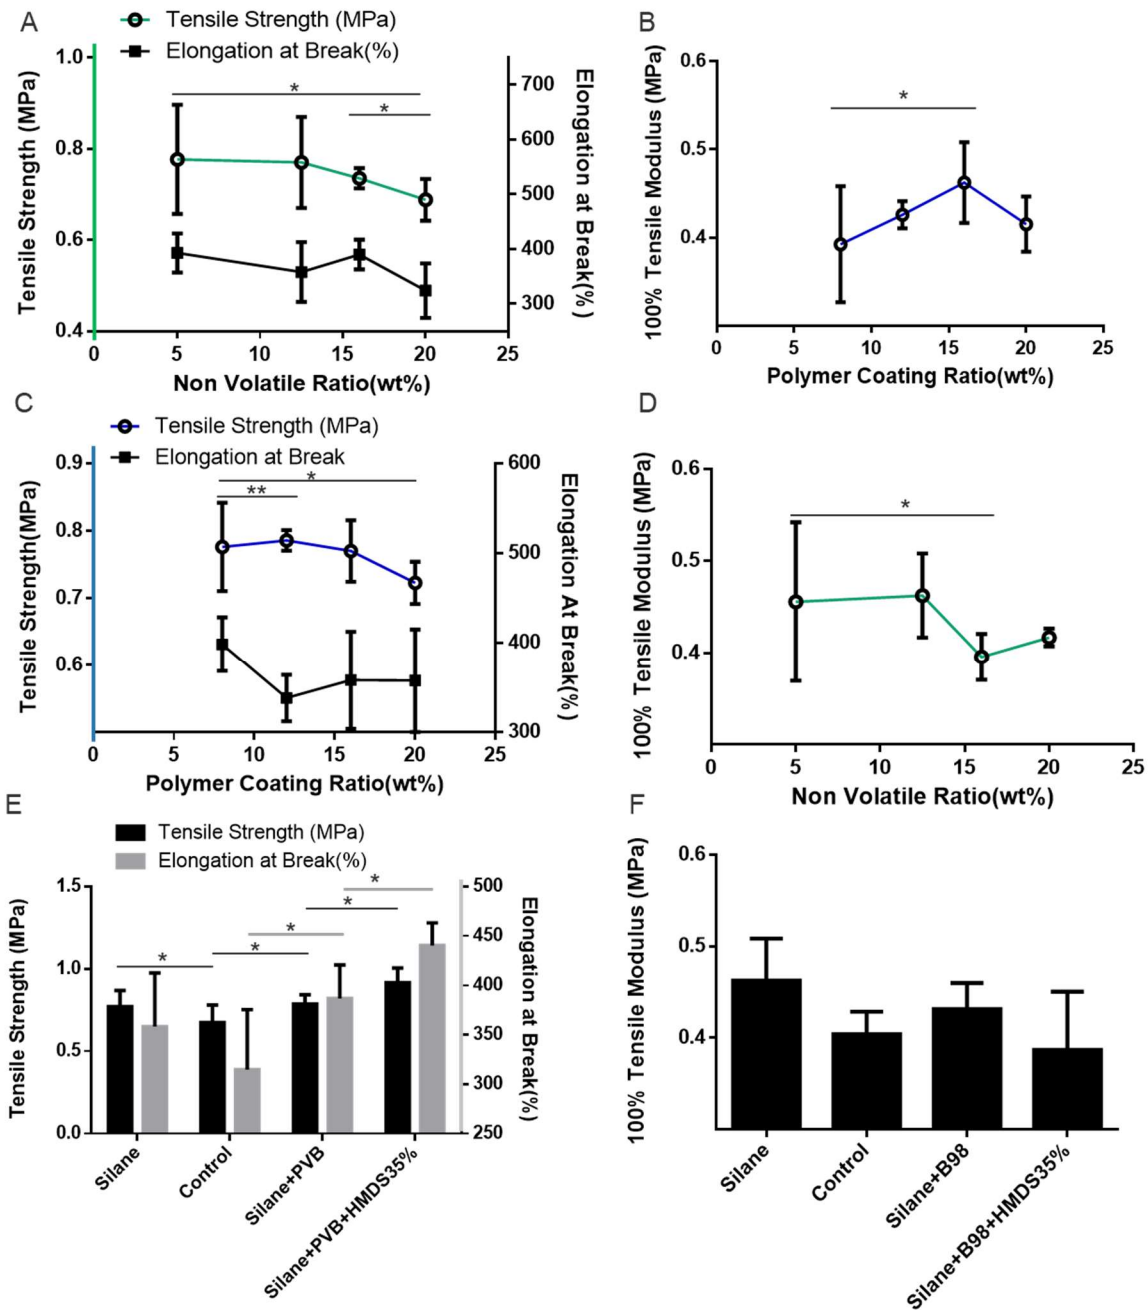 A
Tensile Strength (MPa)
Elongation at Break(%)
1.0
0.8
0.6
0.4
Tensile Strength (MPa)
700
600
500
400
300
Elongation at Break(%)
*
*
0 5 10 15 20 25
Non Volatile Ratio(wt%)
B
0.6
0.5
0.4
100% Tensile Modulus (MPa)
*
0 5 10 15 20 25
Polymer Coating Ratio(wt%)
C
Tensile Strength (MPa)
Elongation at Break
0.9
0.8
0.7
0.6
Tensile Strength(MPa)
600
500
400
300
Elongation At Break(%)
*
**
0 5 10 15 20 25
Polymer Coating Ratio(wt%)
D
0.6
0.5
0.4
100% Tensile Modulus (MPa)
*
0 5 10 15 20 25
Non Volatile Ratio(wt%)
E
Tensile Strength (MPa)
Elongation at Break(%)
1.5
1.0
0.5
0.0
Tensile Strength (MPa)
500
450
400
350
300
250
Elongation at Break(%)
*
*
*
*
*
Silane
Control
Silane+PVB
Silane+PVB+HMDS35%
F
0.6
0.5
0.4
100% Tensile Modulus (MPa)
Silane
Control
Silane+B98
Silane+B98+HMDS35%